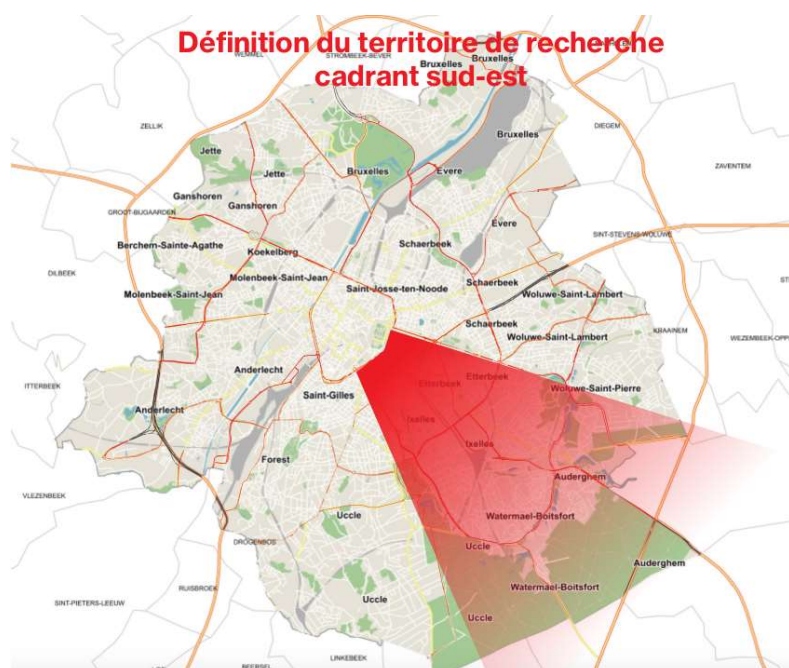 Définition du territoire de recherche
cadrant sud-est
WEMMEL
STROMBEEK-BEVER
Bruxelles
Bruxelles
ZELLIK
Bruxelles
DIEGEM
Jette
Jette
Bruxelles
Evere
ZAVENTEM
Ganshoren
Ganshoren
GROOT-BIJGAARDEN
Evere
SINT-STEVENS-WOLUWE
Berchem-Sainte-Agathe
Koekelberg
Schaerbeek
DILBEEK
Molenbeek-Saint-Jean
Saint-Josse-ten-Noode
Schaerbeek
Molenbeek-Saint-Jean
Woluwe-Saint-Lambert
Schaerbeek
KRAAINEM
Woluwe-Saint-Lambert
WEZEMBEEK-OPP
ITTERBEEK
Anderlecht
Etterbeek
Etterbeek
Woluwe-Saint-Pierre
Saint-Gilles
Anderlecht
Ixelles
Ixelles
Forest
Auderghem
VLEZENBEEK
Uccle
Watermael-Boitsfort
DROGENBOS
Uccle
Auderghem
RUISBROEK
Watermael-Boitsfort
SINT-PIETERS-LEEUW
Uccle
Uccle
LINKEBEEK
BEERSEL